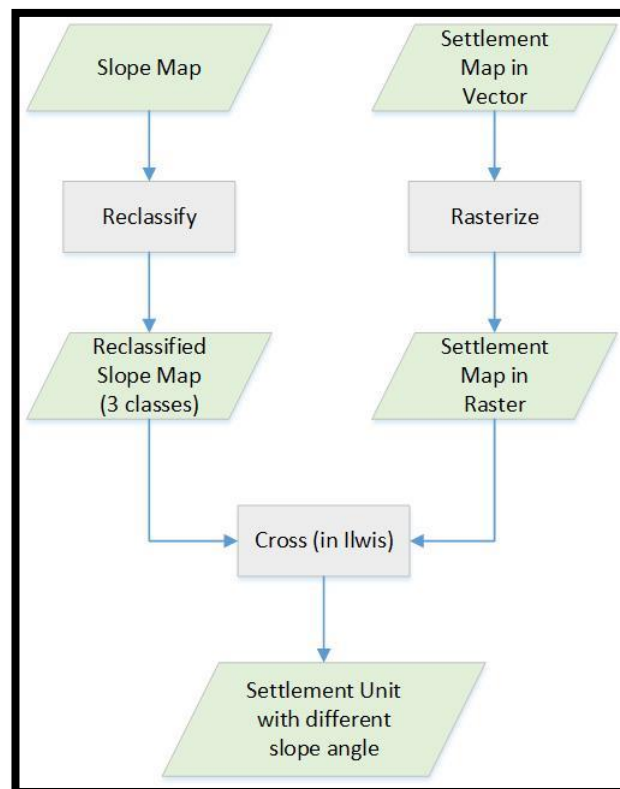 Slope Map
Settlement
Map in
Vector
Reclassify
Rasterize
Reclassified
Slope Map
(3 classes)
Settlement
Map in
Raster
Cross (in Ilwis)
Settlement Unit
with different
slope angle